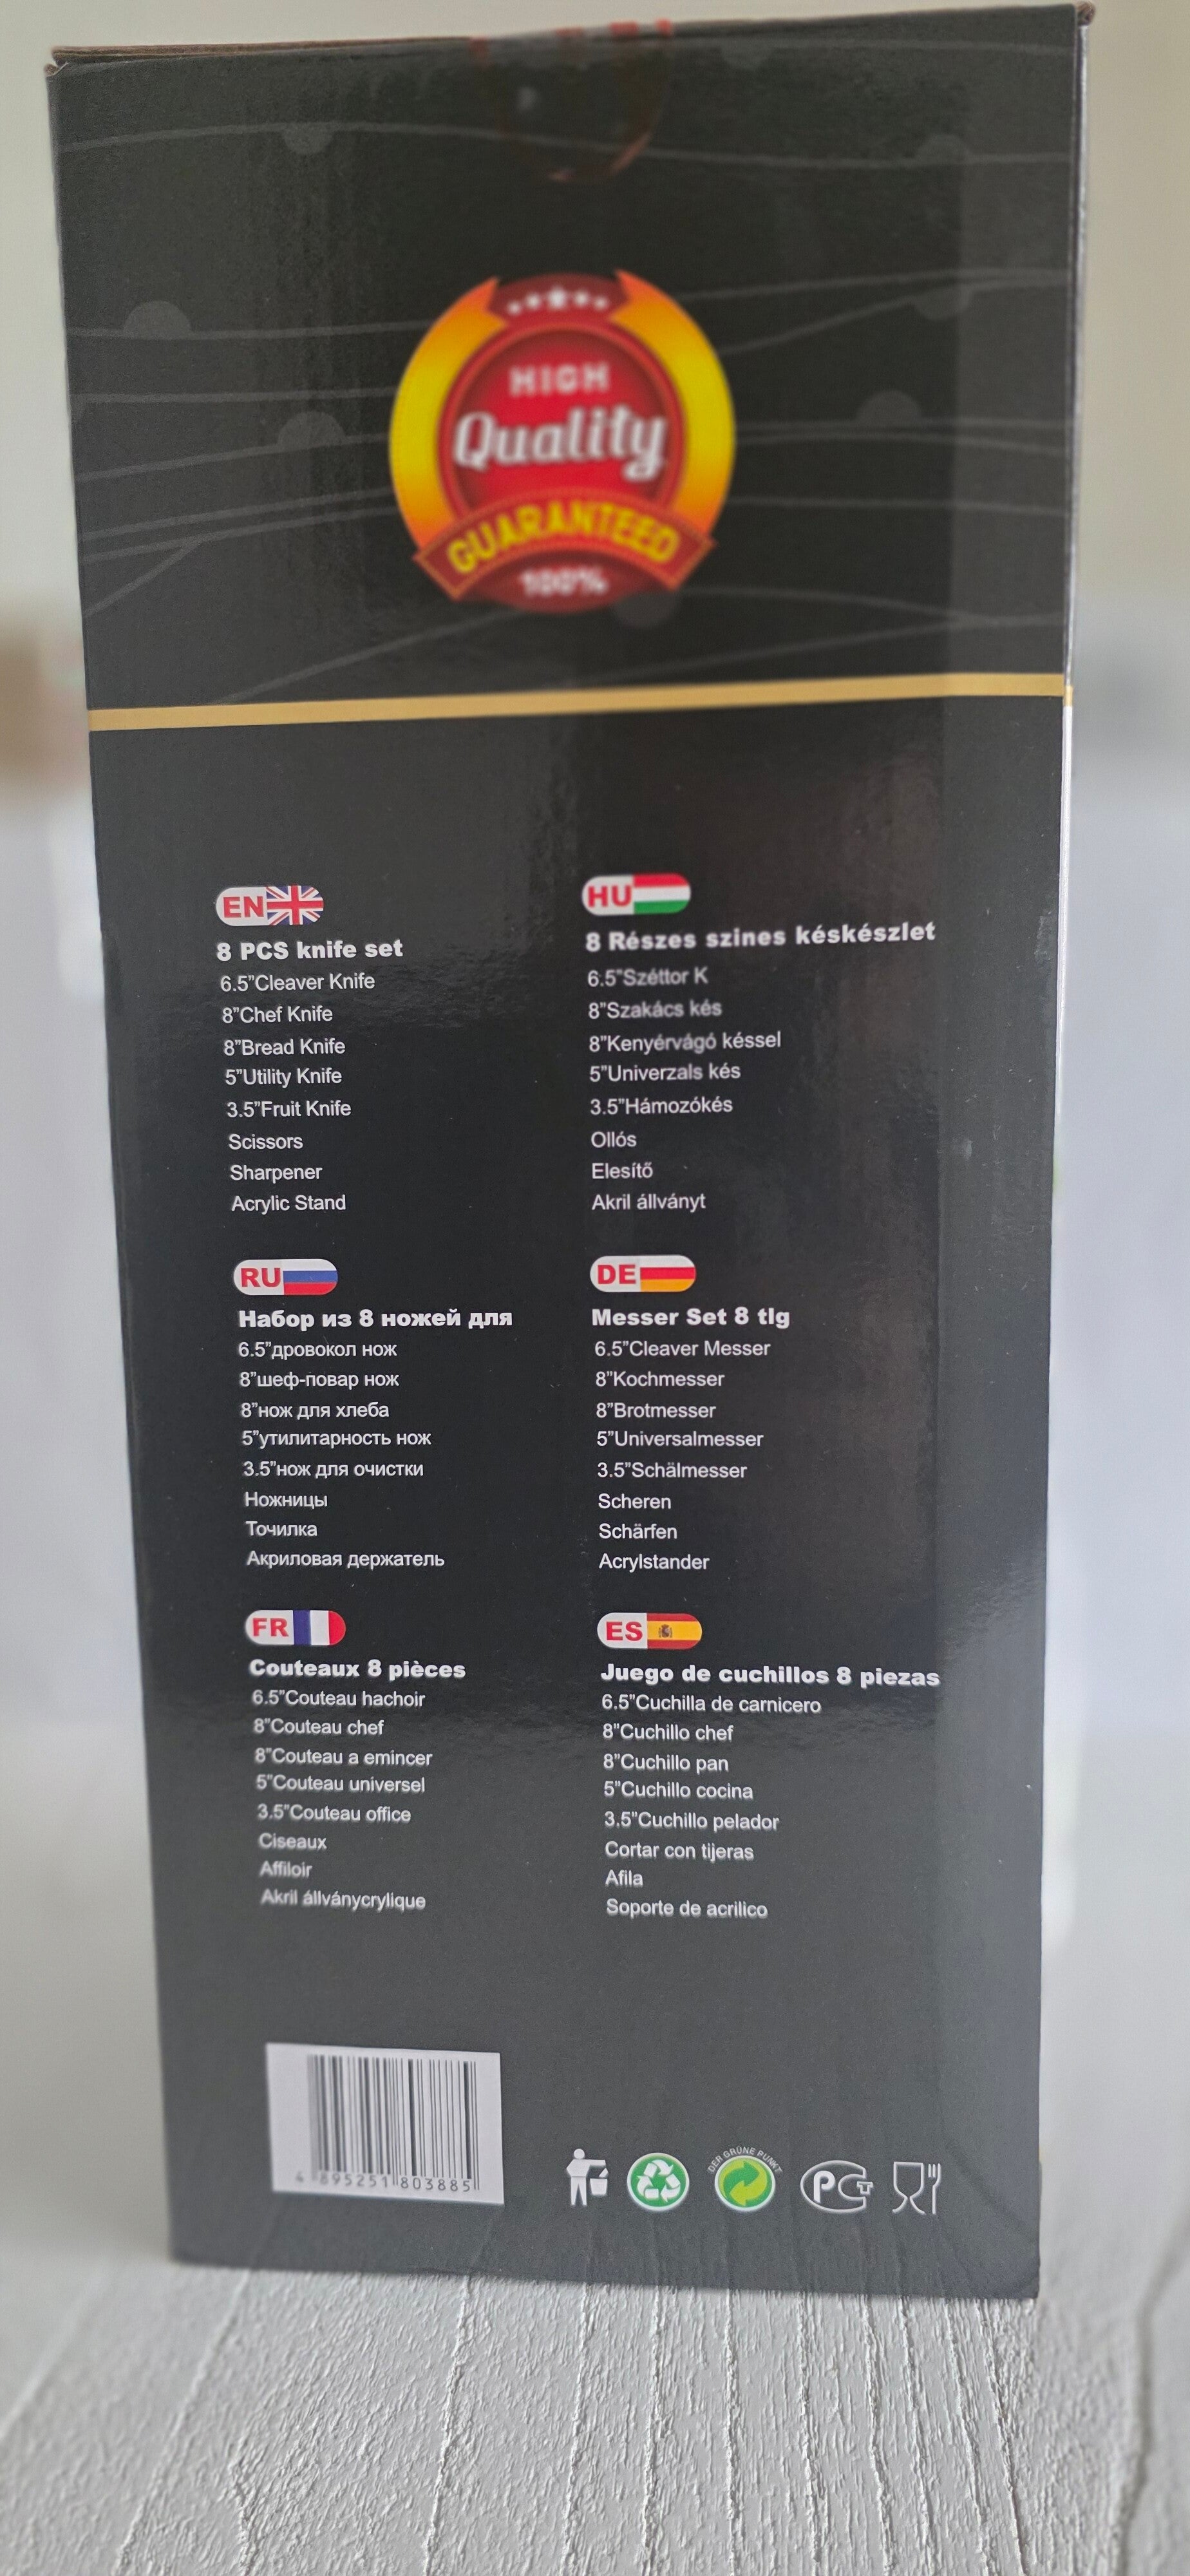 HIGH
Quality
GUARANTEED
100%
EN
8 PCS knife set
6.5"Cleaver Knife
8"Chef Knife
8"Bread Knife
5"Utility Knife
3.5"Fruit Knife
Scissors
Sharpener
Acrylic Stand
HU
8 Részes szines késkészlet
6.5"Széttor K
8"Szakács kés
8"Kenyérvágó késsel
5"Univerzals kés
3.5"Hámozókés
Ollós
Elesítő
Akril állványt
RU
Набор из 8 ножей для
6.5"дровокол нож
8"шеф-повар нож
8"нож для хлеба
5"утилитарность нож
3.5"нож для очистки
Ножницы
Точилка
Акриловая держатель
DE
Messer Set 8 tlg
6.5"Cleaver Messer
8"Kochmesser
8"Brotmesser
5"Universalmesser
3.5"Schälmesser
Scheren
Schärfen
Acrylstander
FR
Couteaux 8 pièces
6.5"Couteau hachoir
8"Couteau chef
8"Couteau a emincer
5"Couteau universel
3.5"Couteau office
Ciseaux
Affiloir
Akril állványcrylique
ES
Juego de cuchillos 8 piezas
6.5"Cuchilla de carnicero
8"Cuchillo chef
8"Cuchillo pan
5"Cuchillo cocina
3.5"Cuchillo pelador
Cortar con tijeras
Afila
Soporte de acrilico
4 895251 803885
DER GRÜNE PUNKT
PCT